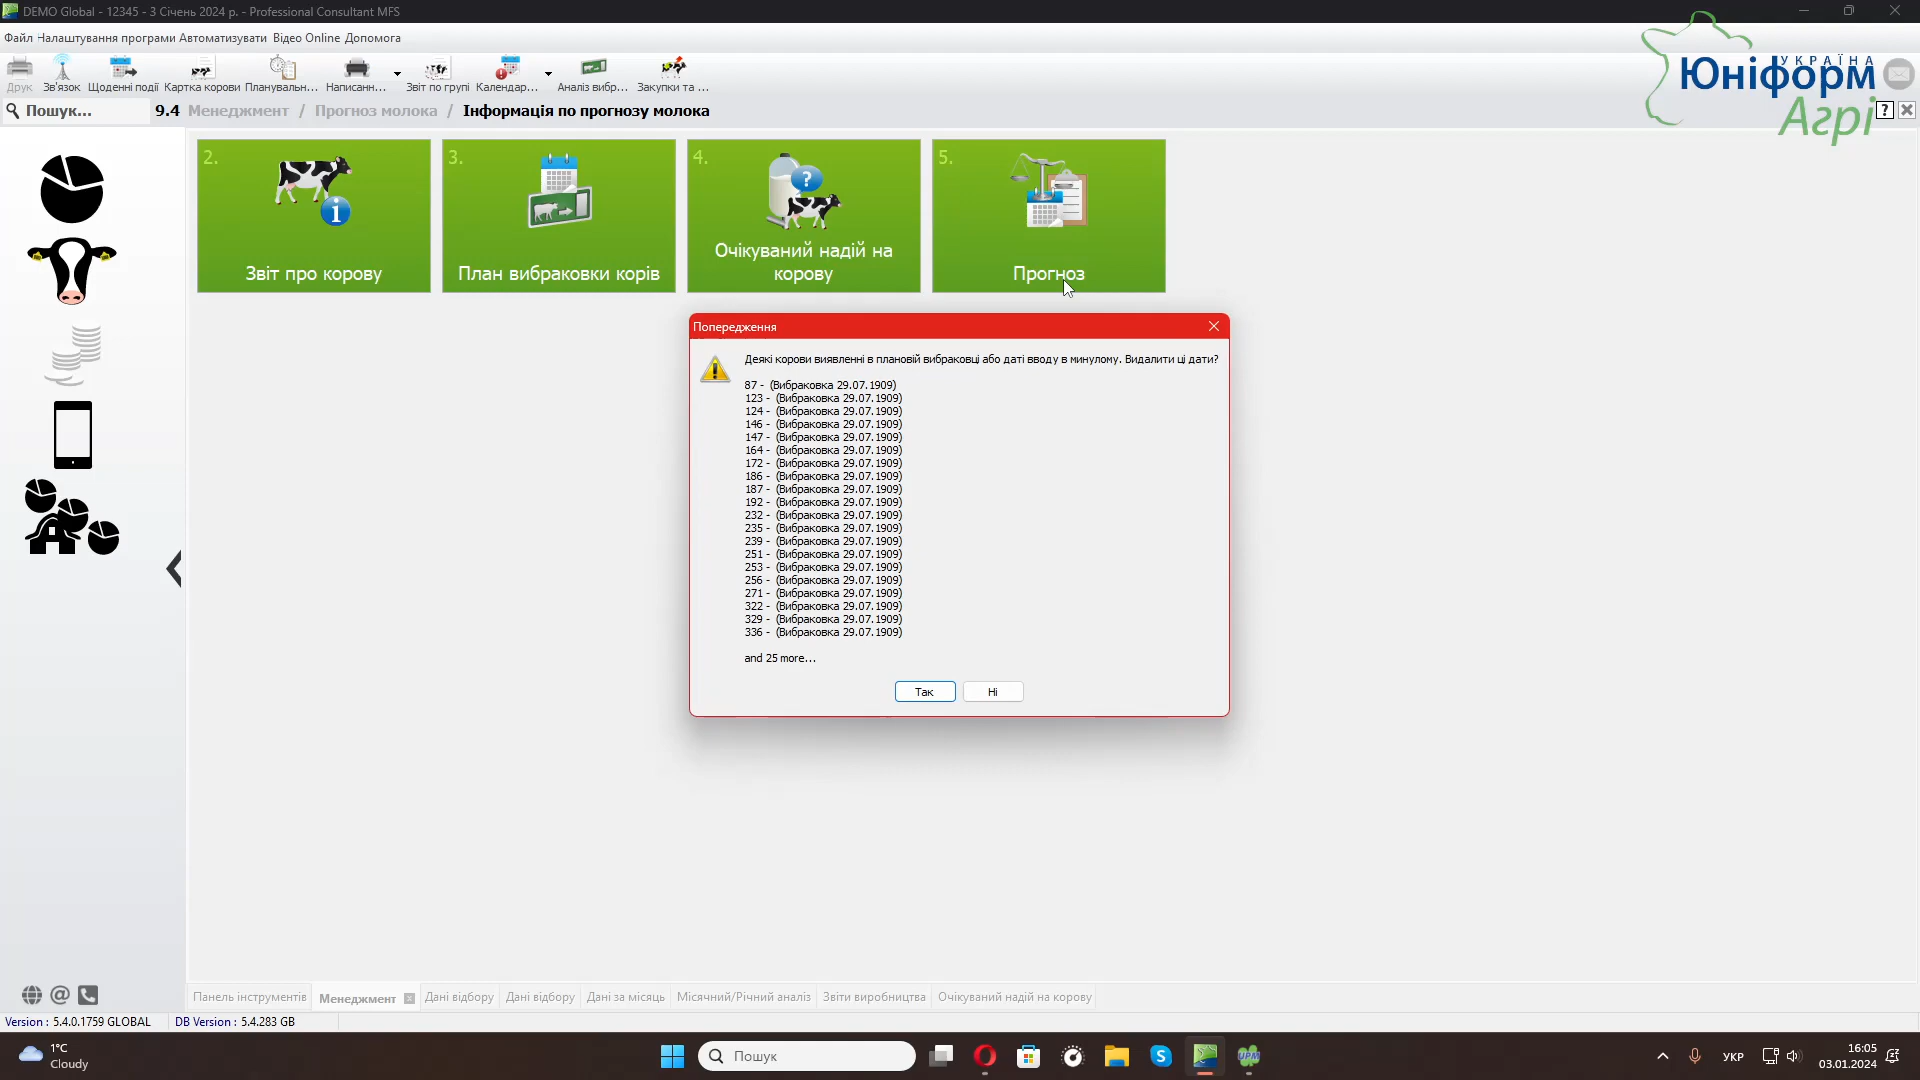 DEMO Global - 12345 - 3 Січень 2024 р. - Professional Consultant MFS
Файл Налаштування програми Автоматизувати Відео Online Допомога
Друк Зв'язок Щоденні події Картка корови Планувальн... Написанн... Звіт по групі Календар... Аналіз вибр... Закупки та ...
УКРАЇНА
Юніформ
Агрі
Пошук... 9.4 Менеджмент / Прогноз молока / Інформація по прогнозу молока
2.
Звіт про корову
3.
План вибраковки корів
4.
Очікуваний надій на
корову
5.
Прогноз
Попередження
Деякі корови виявленні в плановій вибраковці або даті вводу в минулому. Видалити ці дати?
87 - (Вибраковка 29.07.1909)
123 - (Вибраковка 29.07.1909)
124 - (Вибраковка 29.07.1909)
146 - (Вибраковка 29.07.1909)
147 - (Вибраковка 29.07.1909)
164 - (Вибраковка 29.07.1909)
172 - (Вибраковка 29.07.1909)
186 - (Вибраковка 29.07.1909)
187 - (Вибраковка 29.07.1909)
192 - (Вибраковка 29.07.1909)
232 - (Вибраковка 29.07.1909)
235 - (Вибраковка 29.07.1909)
239 - (Вибраковка 29.07.1909)
251 - (Вибраковка 29.07.1909)
253 - (Вибраковка 29.07.1909)
256 - (Вибраковка 29.07.1909)
271 - (Вибраковка 29.07.1909)
322 - (Вибраковка 29.07.1909)
329 - (Вибраковка 29.07.1909)
336 - (Вибраковка 29.07.1909)
and 25 more...
Так Ні
Панель інструментів Менеджмент Дані відбору Дані відбору Дані за місяць Місячний/Річний аналіз Звіти виробництва Очікуваний надій на корову
Version : 5.4.0.1759 GLOBAL DB Version : 5.4.283 GB
1°C
Cloudy
Пошук
UPM
УКР
16:05
03.01.2024